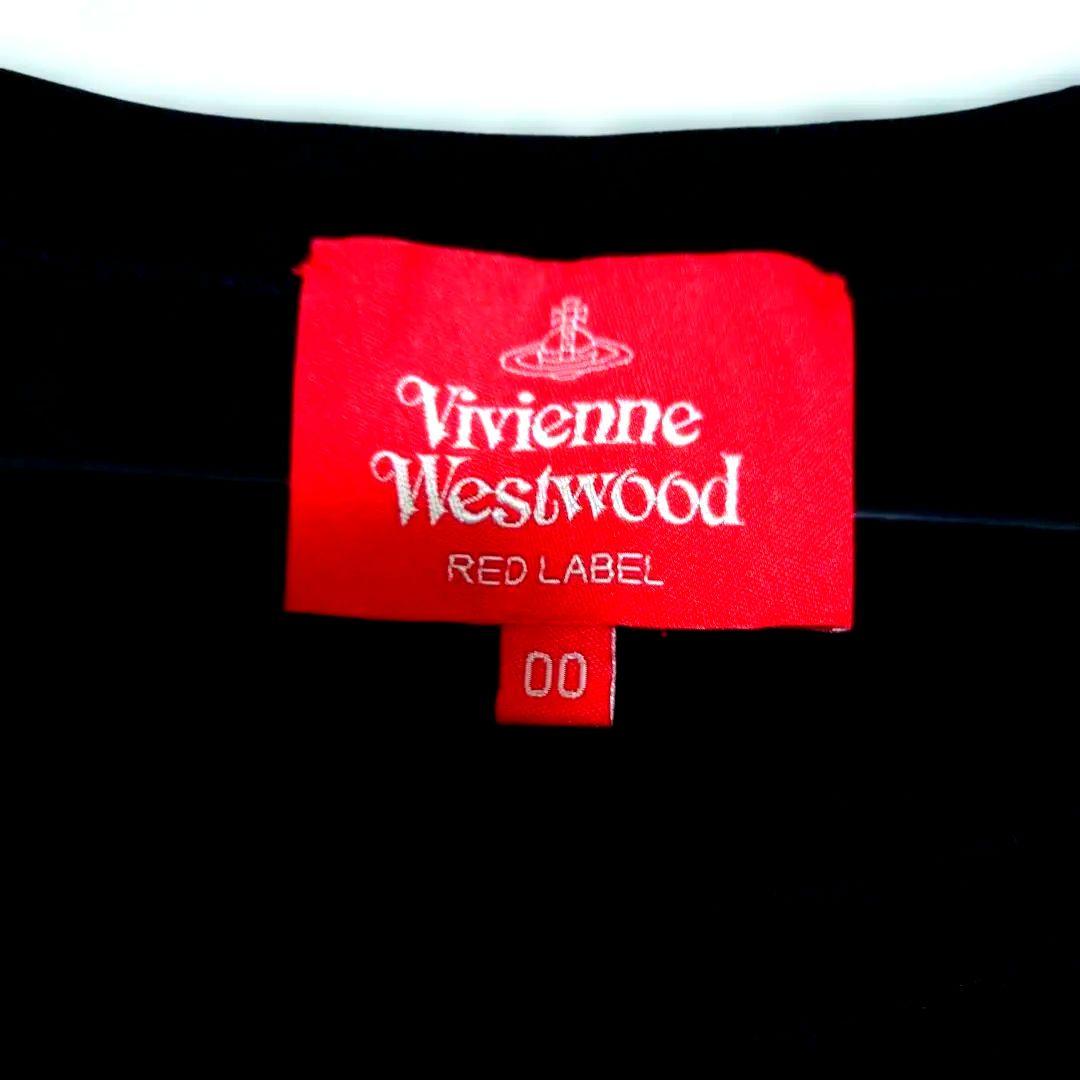 Vivienne
Westwood
RED LABEL
00